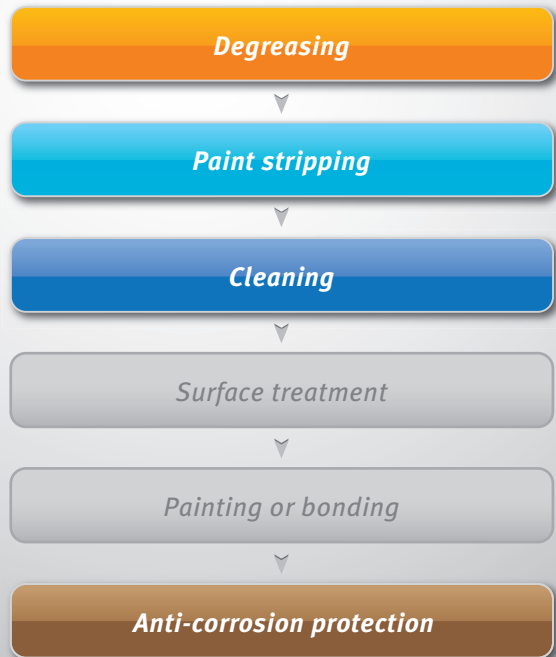 Degreasing
Paint stripping
Cleaning
Surface treatment
Painting or bonding
Anti-corrosion protection